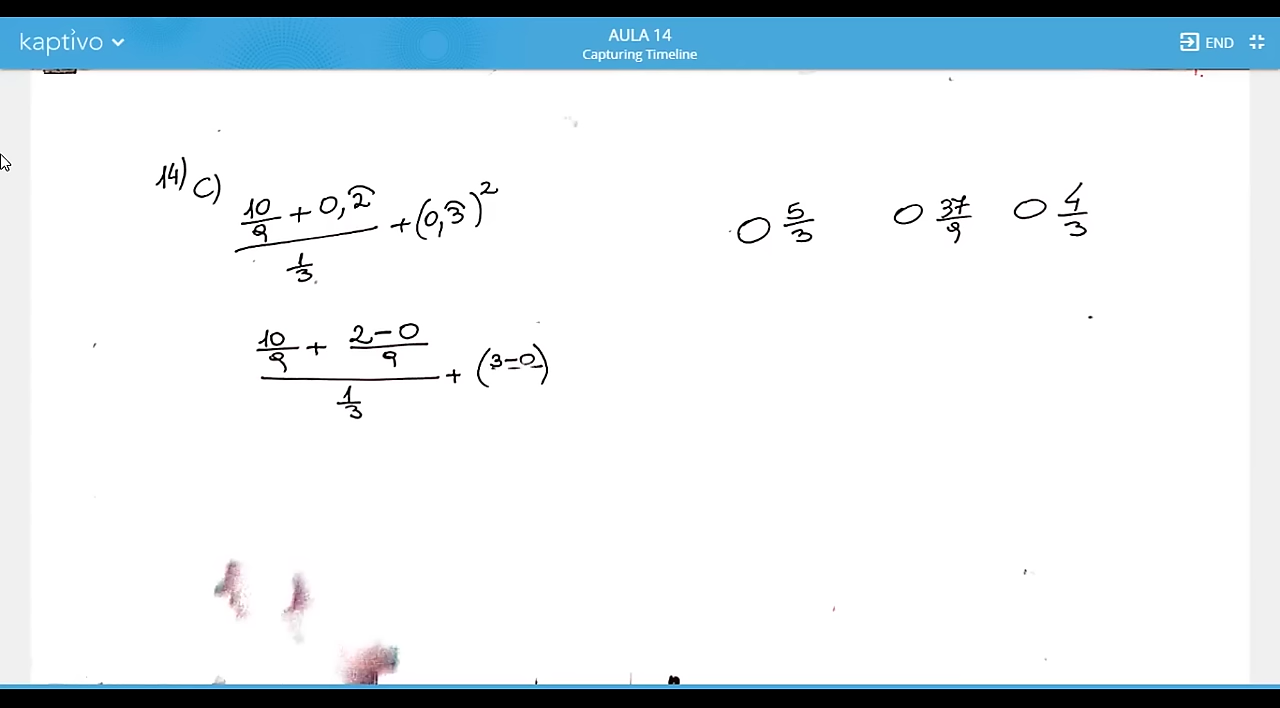 kaptivo
AULA 14
Capturing Timeline
END
14) C) (10/9 + 0,2̂)/(1/3) + (0,3̂)²
○ 5/3 ○ 37/9 ○ 4/3
(10/9 + (2-0)/9)/(1/3) + (3-0)